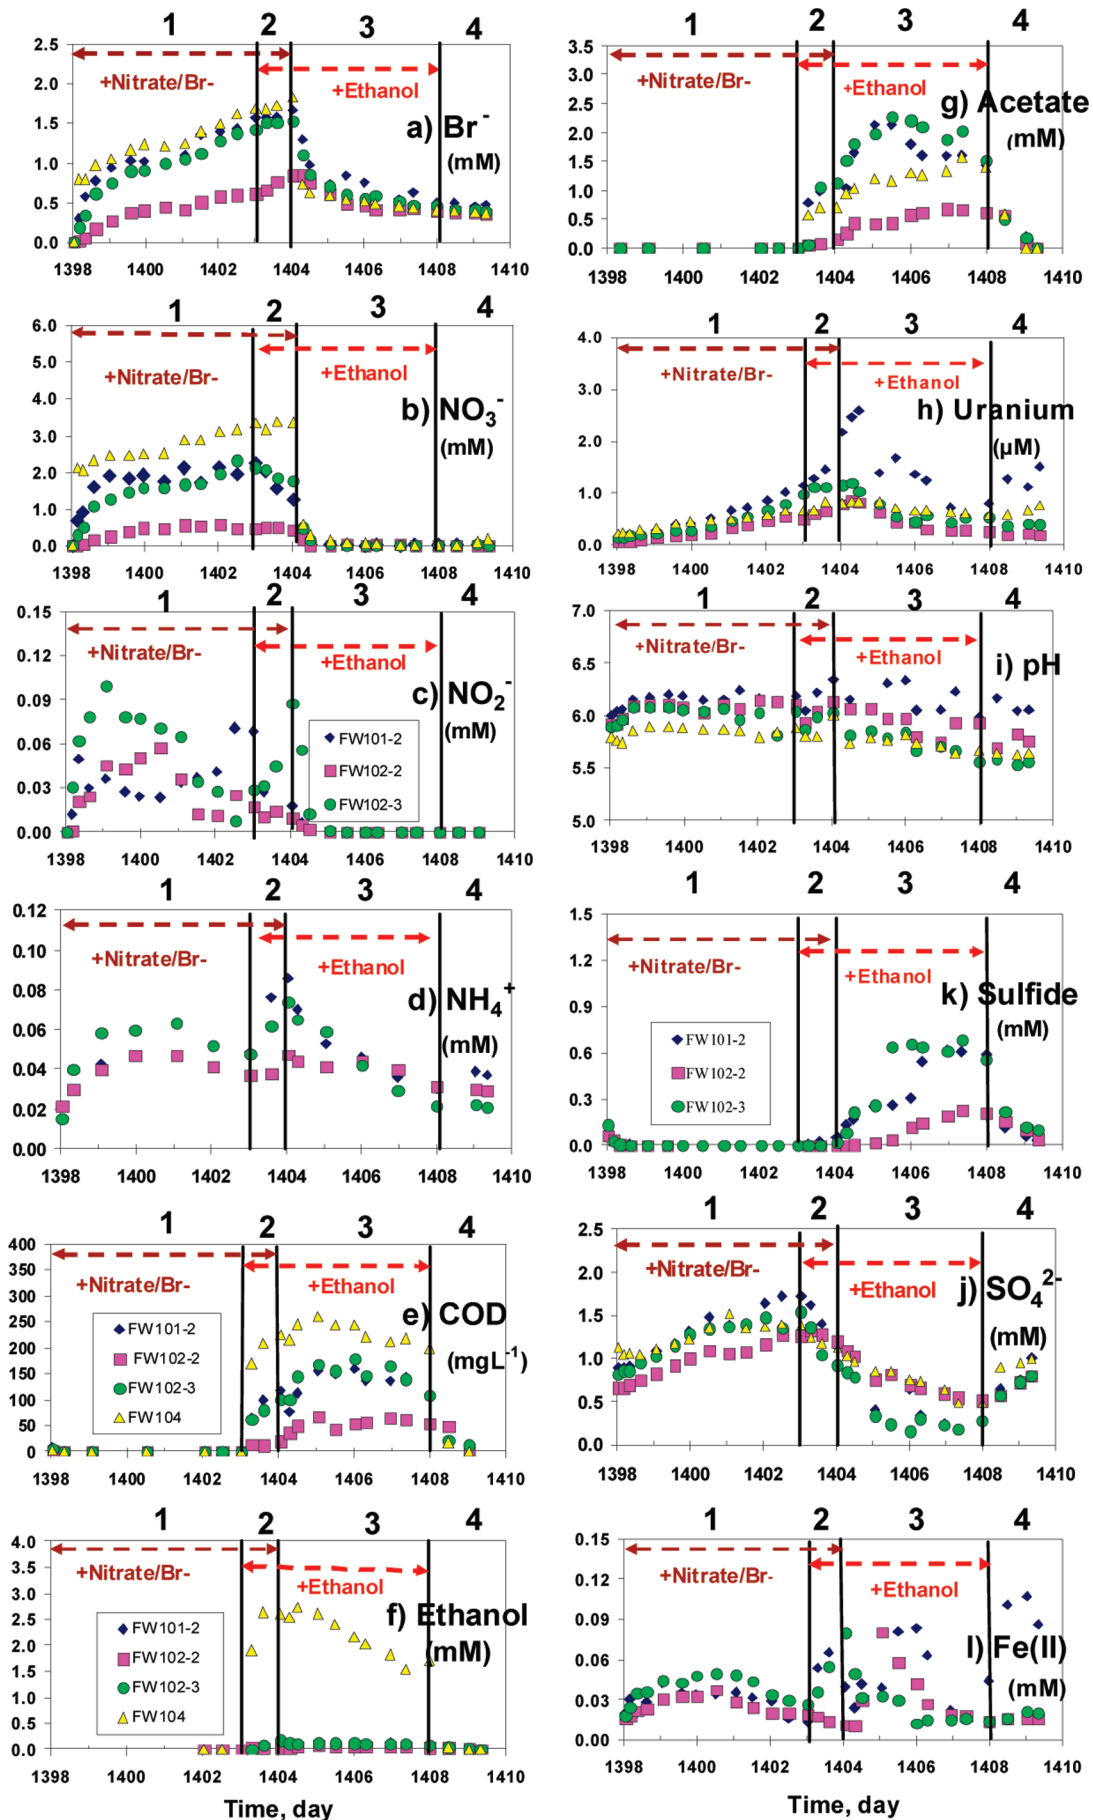 1 2 3 4
2.5
2.0
1.5
1.0
0.5
0.0
+Nitrate/Br-
+Ethanol
a) Br -
(mM)
1398 1400 1402 1404 1406 1408 1410
1 2 3 4
3.5
3.0
2.5
2.0
1.5
1.0
0.5
0.0
+Nitrate/Br-
+Ethanol
g) Acetate
(mM)
1398 1400 1402 1404 1406 1408 1410
1 2 3 4
6.0
5.0
4.0
3.0
2.0
1.0
0.0
+Nitrate/Br-
+Ethanol
b) NO3-
(mM)
1398 1400 1402 1404 1406 1408 1410
1 2 3 4
4.0
3.0
2.0
1.0
0.0
+Nitrate/Br-
+Ethanol
h) Uranium
(µM)
1398 1400 1402 1404 1406 1408 1410
1 2 3 4
0.15
0.12
0.09
0.06
0.03
0.00
+Nitrate/Br-
+Ethanol
c) NO2-
(mM)
FW101-2
FW102-2
FW102-3
1398 1400 1402 1404 1406 1408 1410
1 2 3 4
7.0
6.5
6.0
5.5
5.0
+Nitrate/Br-
+Ethanol
i) pH
1398 1400 1402 1404 1406 1408 1410
1 2 3 4
0.12
0.10
0.08
0.06
0.04
0.02
0.00
+Nitrate/Br-
+Ethanol
d) NH4+
(mM)
1398 1400 1402 1404 1406 1408 1410
1 2 3 4
1.5
1.2
0.9
0.6
0.3
0.0
+Nitrate/Br-
+Ethanol
k) Sulfide
(mM)
FW101-2
FW102-2
FW102-3
1398 1400 1402 1404 1406 1408 1410
1 2 3 4
400
350
300
250
200
150
100
50
0
+Nitrate/Br-
+Ethanol
e) COD
(mgL-1)
FW101-2
FW102-2
FW102-3
FW104
1398 1400 1402 1404 1406 1408 1410
1 2 3 4
2.5
2.0
1.5
1.0
0.5
0.0
+Nitrate/Br-
+Ethanol
j) SO42-
(mM)
1398 1400 1402 1404 1406 1408 1410
1 2 3 4
4.0
3.5
3.0
2.5
2.0
1.5
1.0
0.5
0.0
+Nitrate/Br-
+Ethanol
f) Ethanol
(mM)
FW101-2
FW102-2
FW102-3
FW104
1398 1400 1402 1404 1406 1408 1410
Time, day
1 2 3 4
0.15
0.12
0.09
0.06
0.03
0.00
+Nitrate/Br-
+Ethanol
l) Fe(II)
(mM)
1398 1400 1402 1404 1406 1408 1410
Time, day